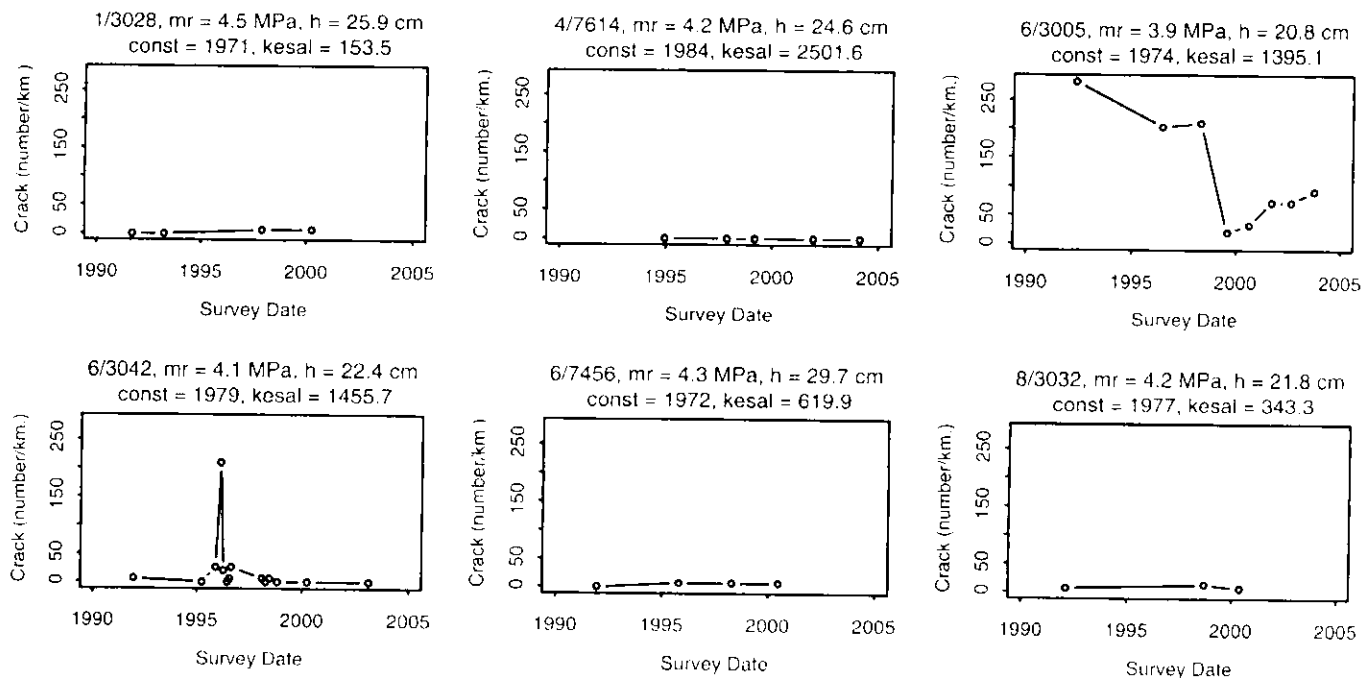 1/3028, mr = 4.5 MPa, h = 25.9 cm
const = 1971, kesal = 153.5
Crack (number/km.)
250
150
50
0
1990 1995 2000 2005
Survey Date
4/7614, mr = 4.2 MPa, h = 24.6 cm
const = 1984, kesal = 2501.6
Crack (number/km.)
250
150
50
0
1990 1995 2000 2005
Survey Date
6/3005, mr = 3.9 MPa, h = 20.8 cm
const = 1974, kesal = 1395.1
Crack (number/km.)
250
150
50
0
1990 1995 2000 2005
Survey Date
6/3042, mr = 4.1 MPa, h = 22.4 cm
const = 1979, kesal = 1455.7
Crack (number/km.)
250
150
50
0
1990 1995 2000 2005
Survey Date
6/7456, mr = 4.3 MPa, h = 29.7 cm
const = 1972, kesal = 619.9
Crack (number/km.)
250
150
50
0
1990 1995 2000 2005
Survey Date
8/3032, mr = 4.2 MPa, h = 21.8 cm
const = 1977, kesal = 343.3
Crack (number/km.)
250
150
50
0
1990 1995 2000 2005
Survey Date